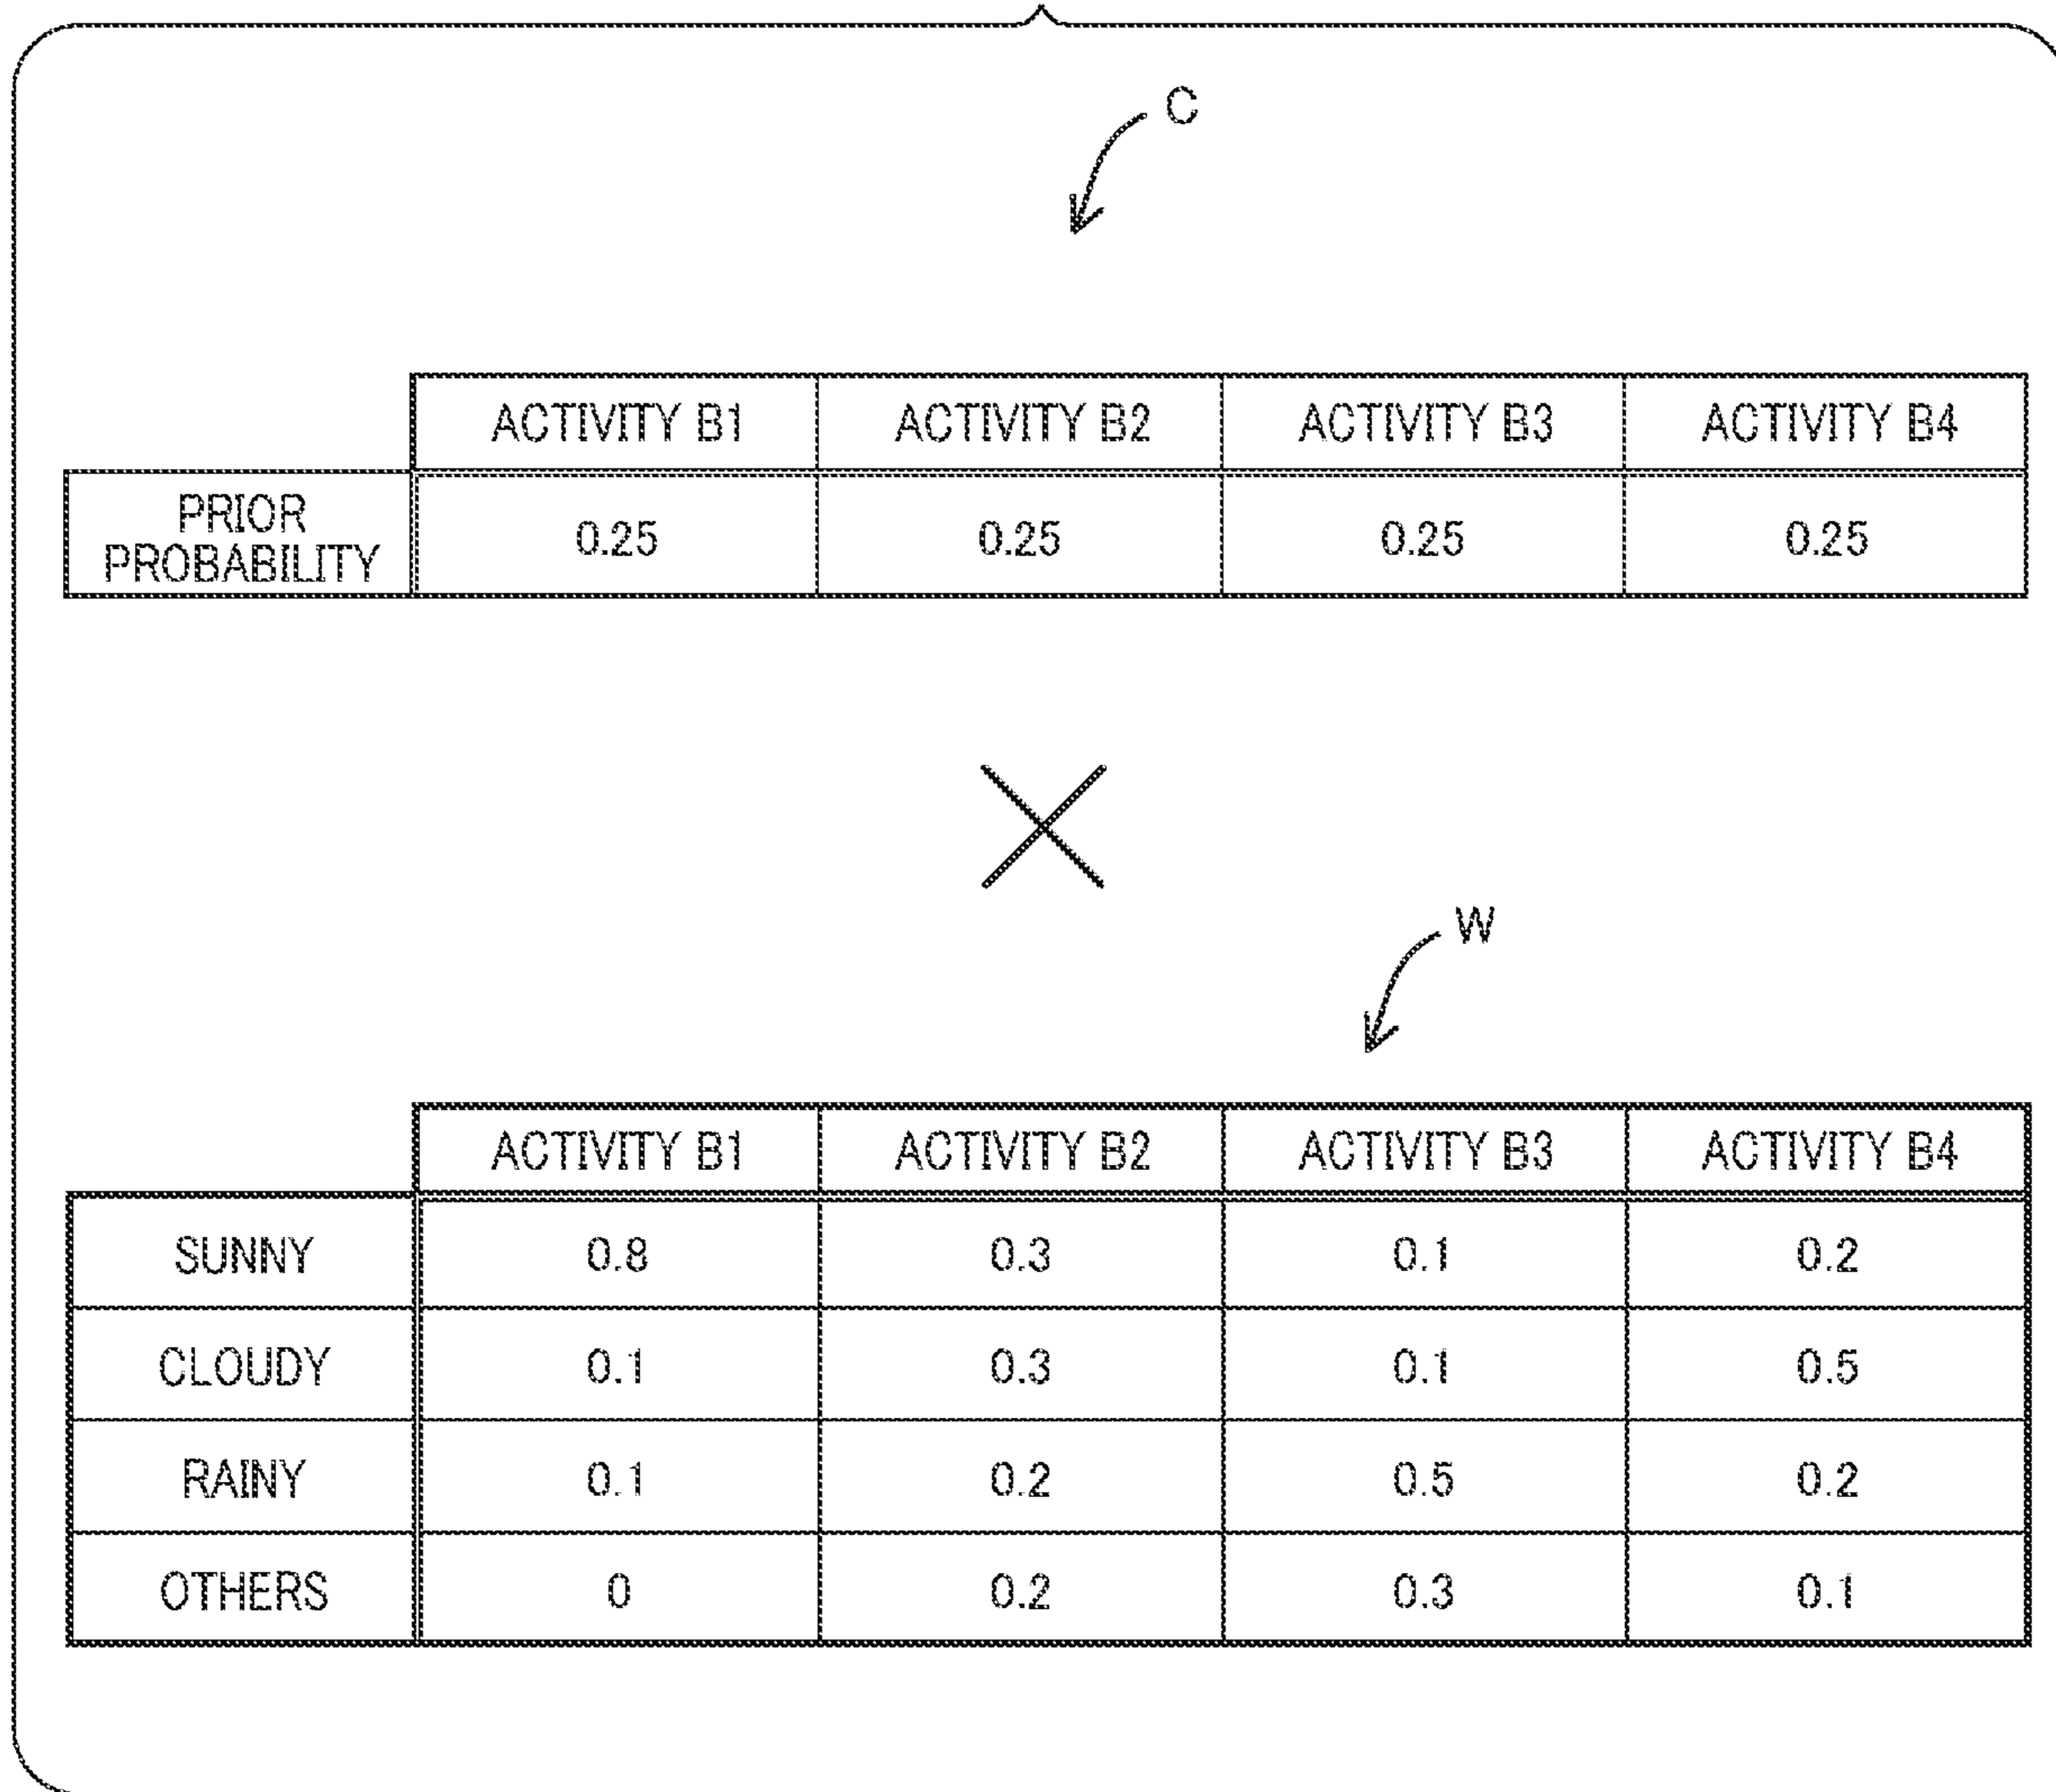 C
ACTIVITY B1 ACTIVITY B2 ACTIVITY B3 ACTIVITY B4
PRIOR
PROBABILITY 0.25 0.25 0.25 0.25
W
ACTIVITY B1 ACTIVITY B2 ACTIVITY B3 ACTIVITY B4
SUNNY 0.8 0.3 0.1 0.2
CLOUDY 0.1 0.3 0.1 0.5
RAINY 0.1 0.2 0.5 0.2
OTHERS 0 0.2 0.3 0.1